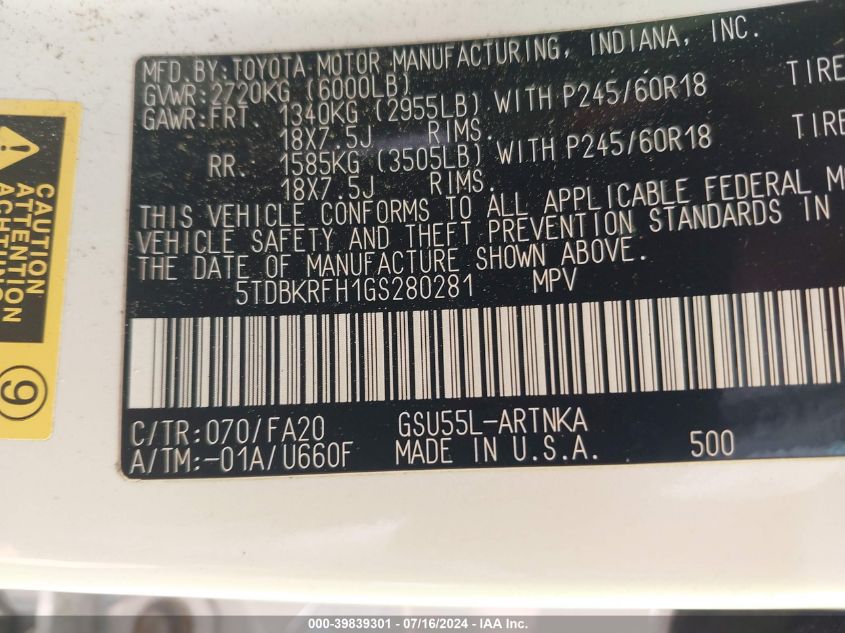 MFD. BY: TOYOTA MOTOR MANUFACTURING, INDIANA, INC.
GVWR: 2720KG (6000LB)
GAWR: FRT. 1340KG (2955LB) WITH P245/60R18 TIRE
18X7.5J RIMS.
RR. 1585KG (3505LB) WITH P245/60R18 TIRE
18X7.5J RIMS.
THIS VEHICLE CONFORMS TO ALL APPLICABLE FEDERAL M
VEHICLE SAFETY AND THEFT PREVENTION STANDARDS IN
THE DATE OF MANUFACTURE SHOWN ABOVE.
5TDBKRFH1GS280281 MPV
C/TR: 070/FA20 GSU55L-ARTNKA
A/TM: -01A/U660F MADE IN U.S.A. 500
CAUTION
ATTENTION
ACHTUNG
9
000-39839301 - 07/16/2024 - IAA Inc.